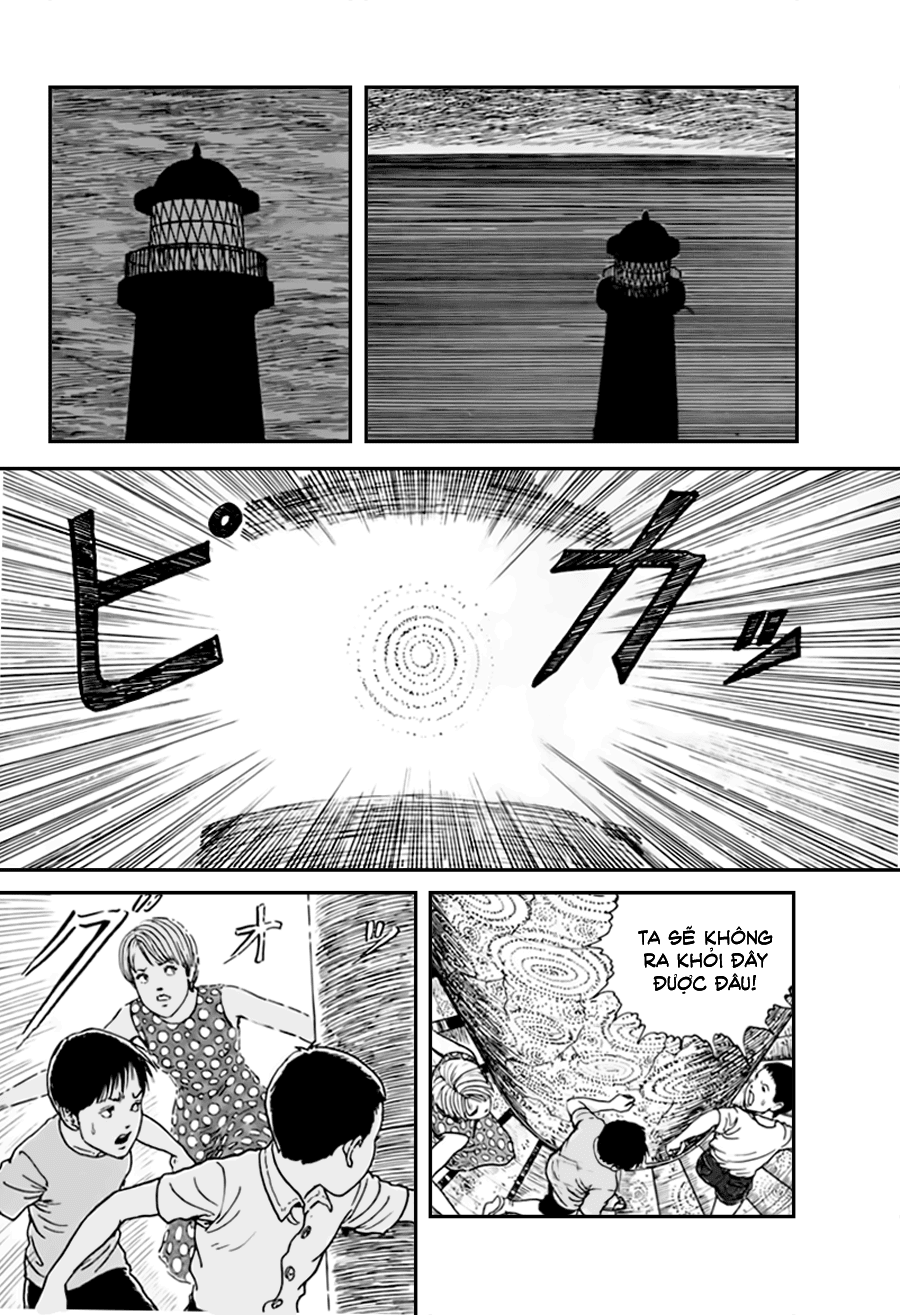 ピカッ
グオッ
TA SẼ KHÔNG
RA KHỎI ĐÂY
ĐƯỢC ĐÂU!